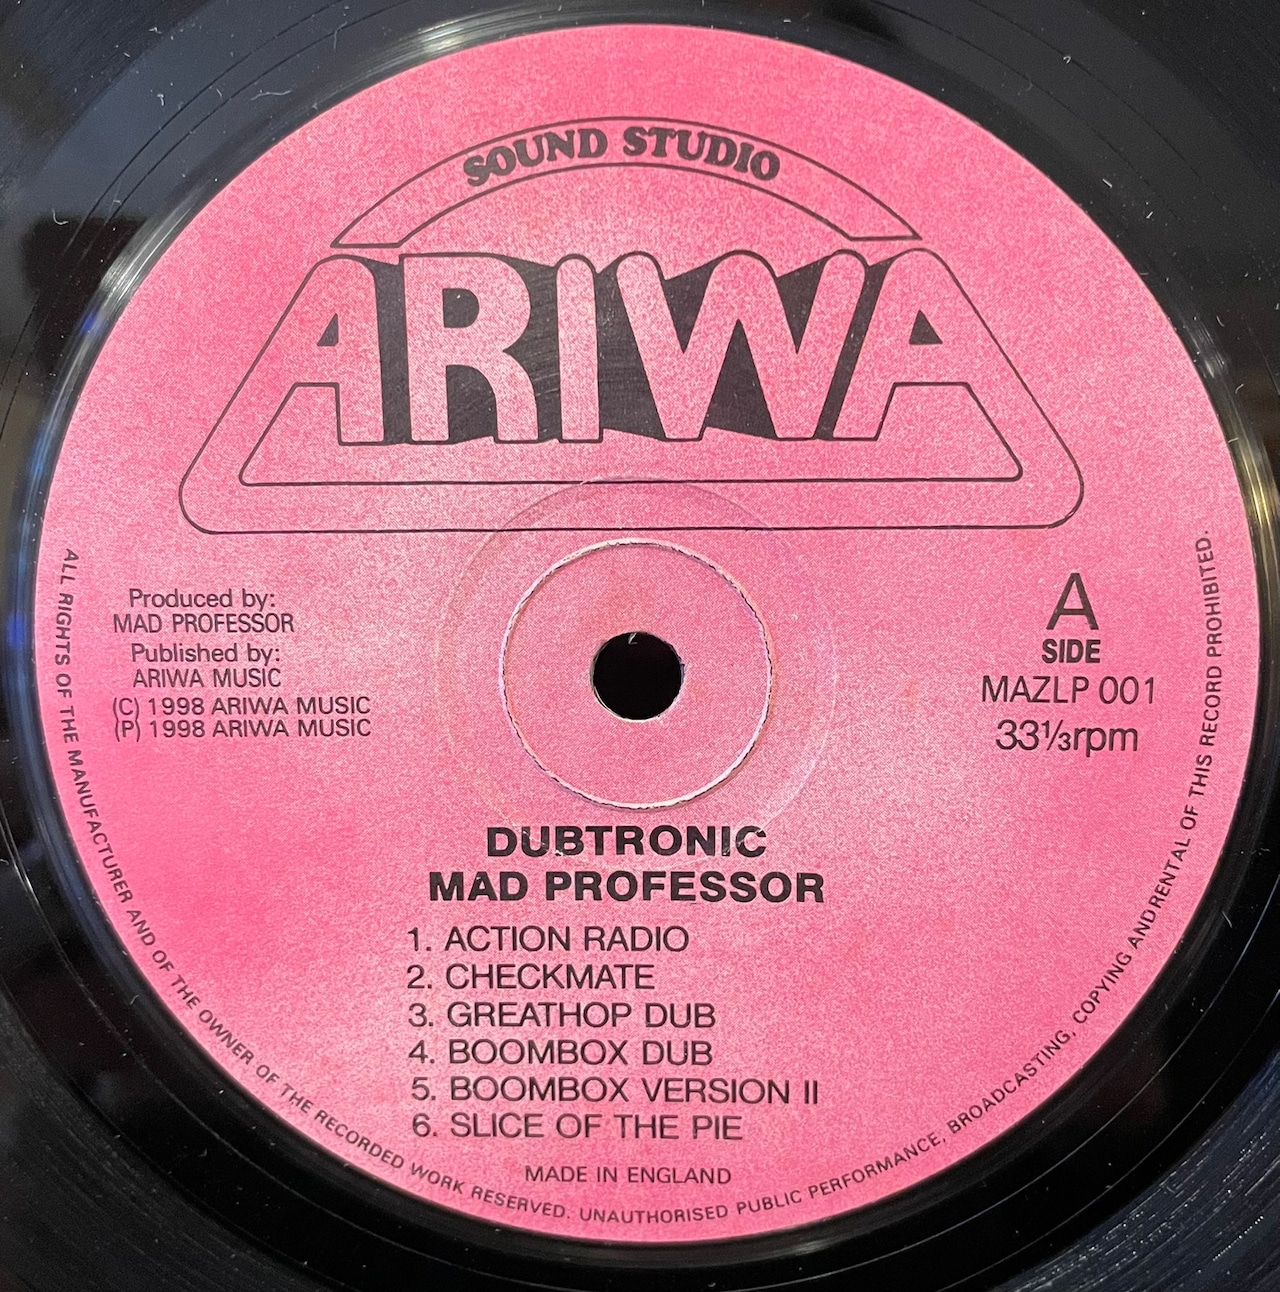 SOUND STUDIO
ARIWA
Produced by:
MAD PROFESSOR
Published by:
ARIWA MUSIC
(C) 1998 ARIWA MUSIC
(P) 1998 ARIWA MUSIC
A
SIDE
MAZLP 001
33⅓rpm
DUBTRONIC
MAD PROFESSOR
1. ACTION RADIO
2. CHECKMATE
3. GREATHOP DUB
4. BOOMBOX DUB
5. BOOMBOX VERSION II
6. SLICE OF THE PIE
MADE IN ENGLAND
ALL RIGHTS OF THE MANUFACTURER AND OF THE OWNER OF THE RECORDED WORK RESERVED. UNAUTHORISED PUBLIC PERFORMANCE, BROADCASTING, COPYING ANDRENTAL OF THIS RECORD PROHIBITED.